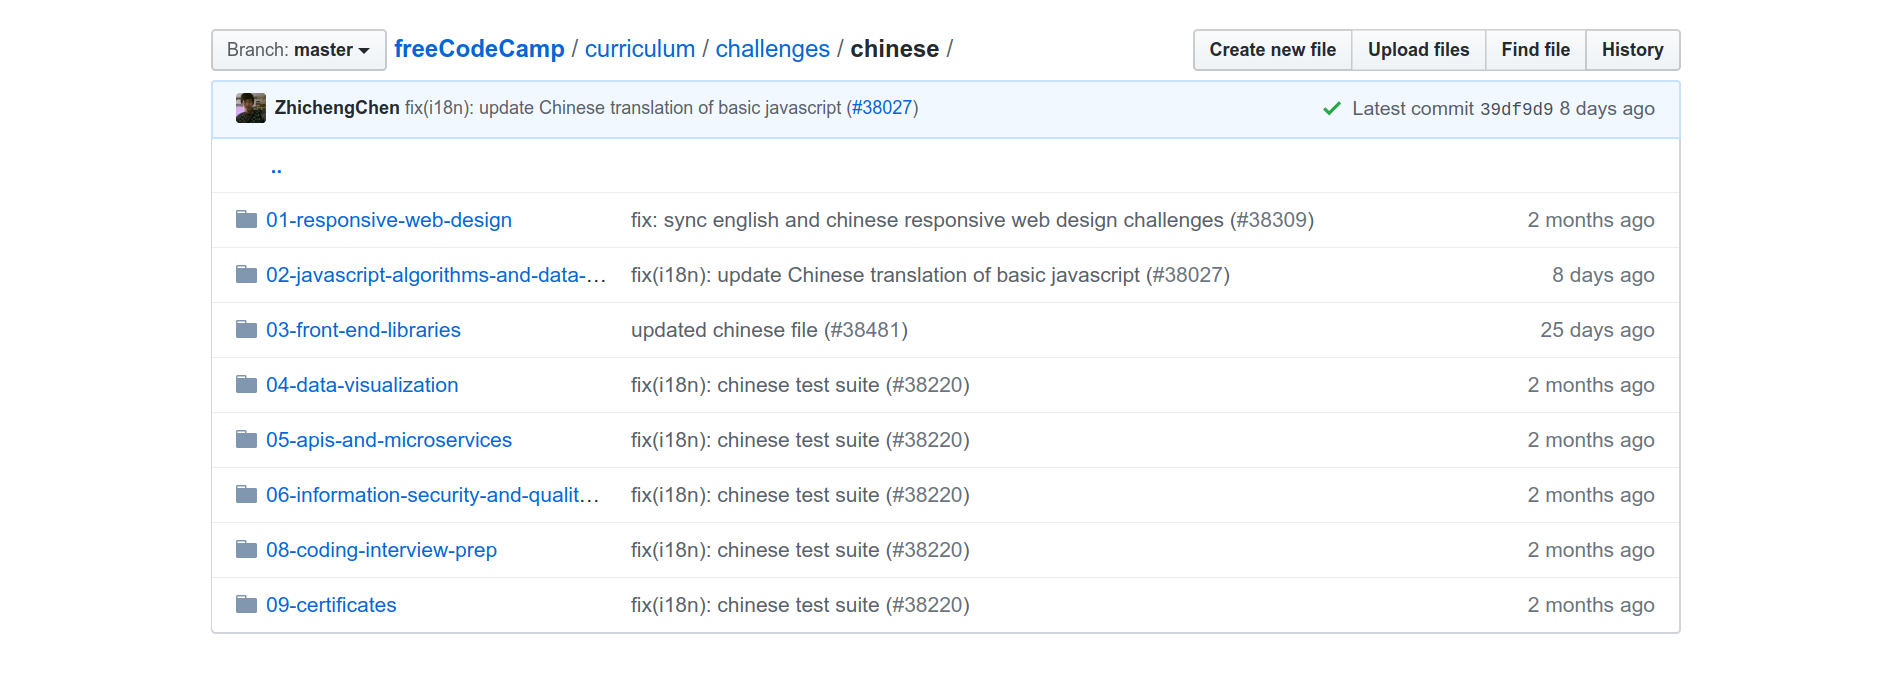 Branch: master freeCodeCamp / curriculum / challenges / chinese / Create new file Upload files Find file History
ZhichengChen fix(i18n): update Chinese translation of basic javascript (#38027) Latest commit 39df9d9 8 days ago
..
01-responsive-web-design fix: sync english and chinese responsive web design challenges (#38309) 2 months ago
02-javascript-algorithms-and-data-... fix(i18n): update Chinese translation of basic javascript (#38027) 8 days ago
03-front-end-libraries updated chinese file (#38481) 25 days ago
04-data-visualization fix(i18n): chinese test suite (#38220) 2 months ago
05-apis-and-microservices fix(i18n): chinese test suite (#38220) 2 months ago
06-information-security-and-qualit... fix(i18n): chinese test suite (#38220) 2 months ago
08-coding-interview-prep fix(i18n): chinese test suite (#38220) 2 months ago
09-certificates fix(i18n): chinese test suite (#38220) 2 months ago